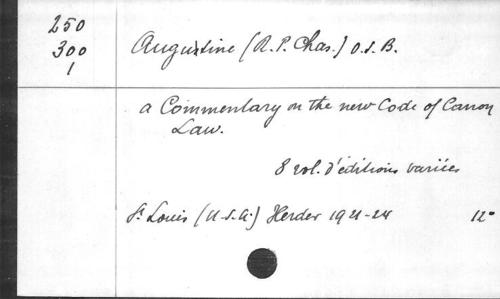 250
300
1
Augustine (R. P. Chas.) O.S.B.
a Commentary on the new Code of Canon
Law.
8 vol. d'éditions variées
St Louis (U.S.A.) Herder 1921-24 12°